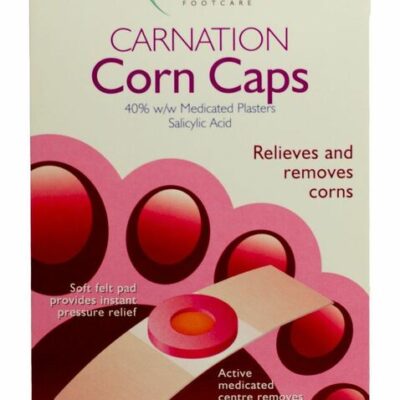 FOOTCARE
CARNATION
Corn Caps
40% w/w Medicated Plasters
Salicylic Acid
Relieves and
removes
corns
Soft felt pad
provides instant
pressure relief
Active
medicated
centre removes